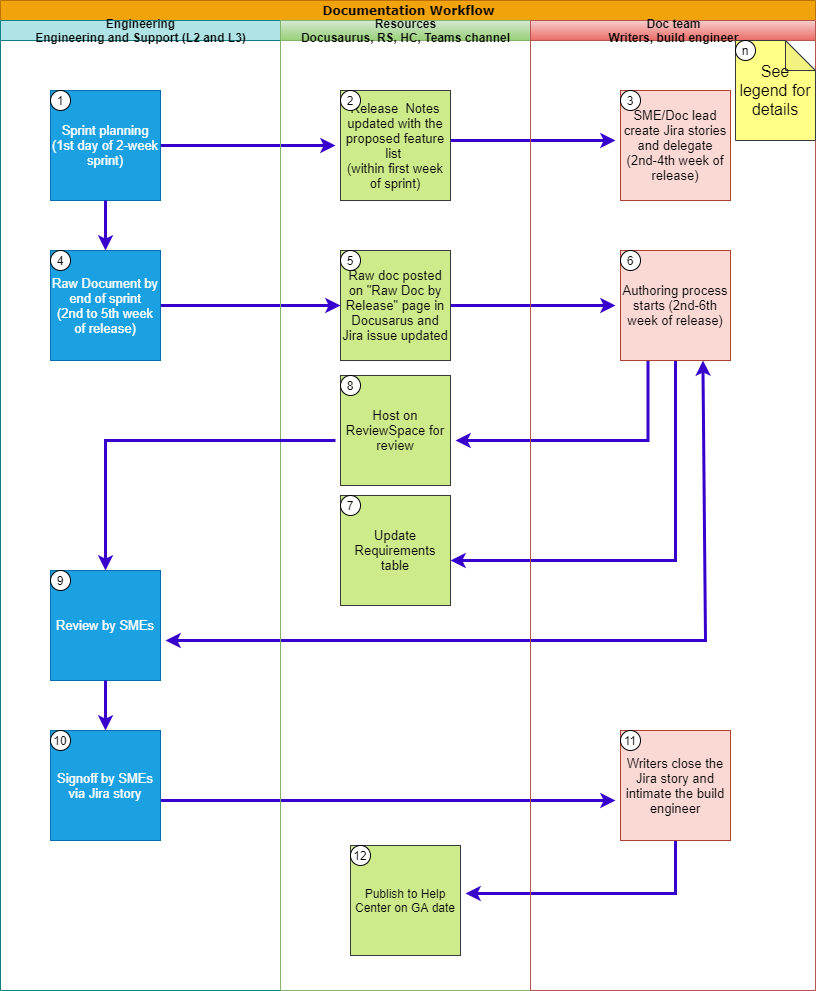 Documentation Workflow
Engineering
Engineering and Support (L2 and L3)
Resources
Docusaurus, RS, HC, Teams channel
Doc team
Writers, build engineer
n
See
legend for
details
1
Sprint planning
(1st day of 2-week
sprint)
2
Release Notes
updated with the
proposed feature
list
(within first week
of sprint)
3
SME/Doc lead
create Jira stories
and delegate
(2nd-4th week of
release)
4
Raw Document by
end of sprint
(2nd to 5th week
of release)
5
Raw doc posted
on "Raw Doc by
Release" page in
Docusarus and
Jira issue updated
6
Authoring process
starts (2nd-6th
week of release)
8
Host on
ReviewSpace for
review
7
Update
Requirements
table
9
Review by SMEs
10
Signoff by SMEs
via Jira story
11
Writers close the
Jira story and
intimate the build
engineer
12
Publish to Help
Center on GA date